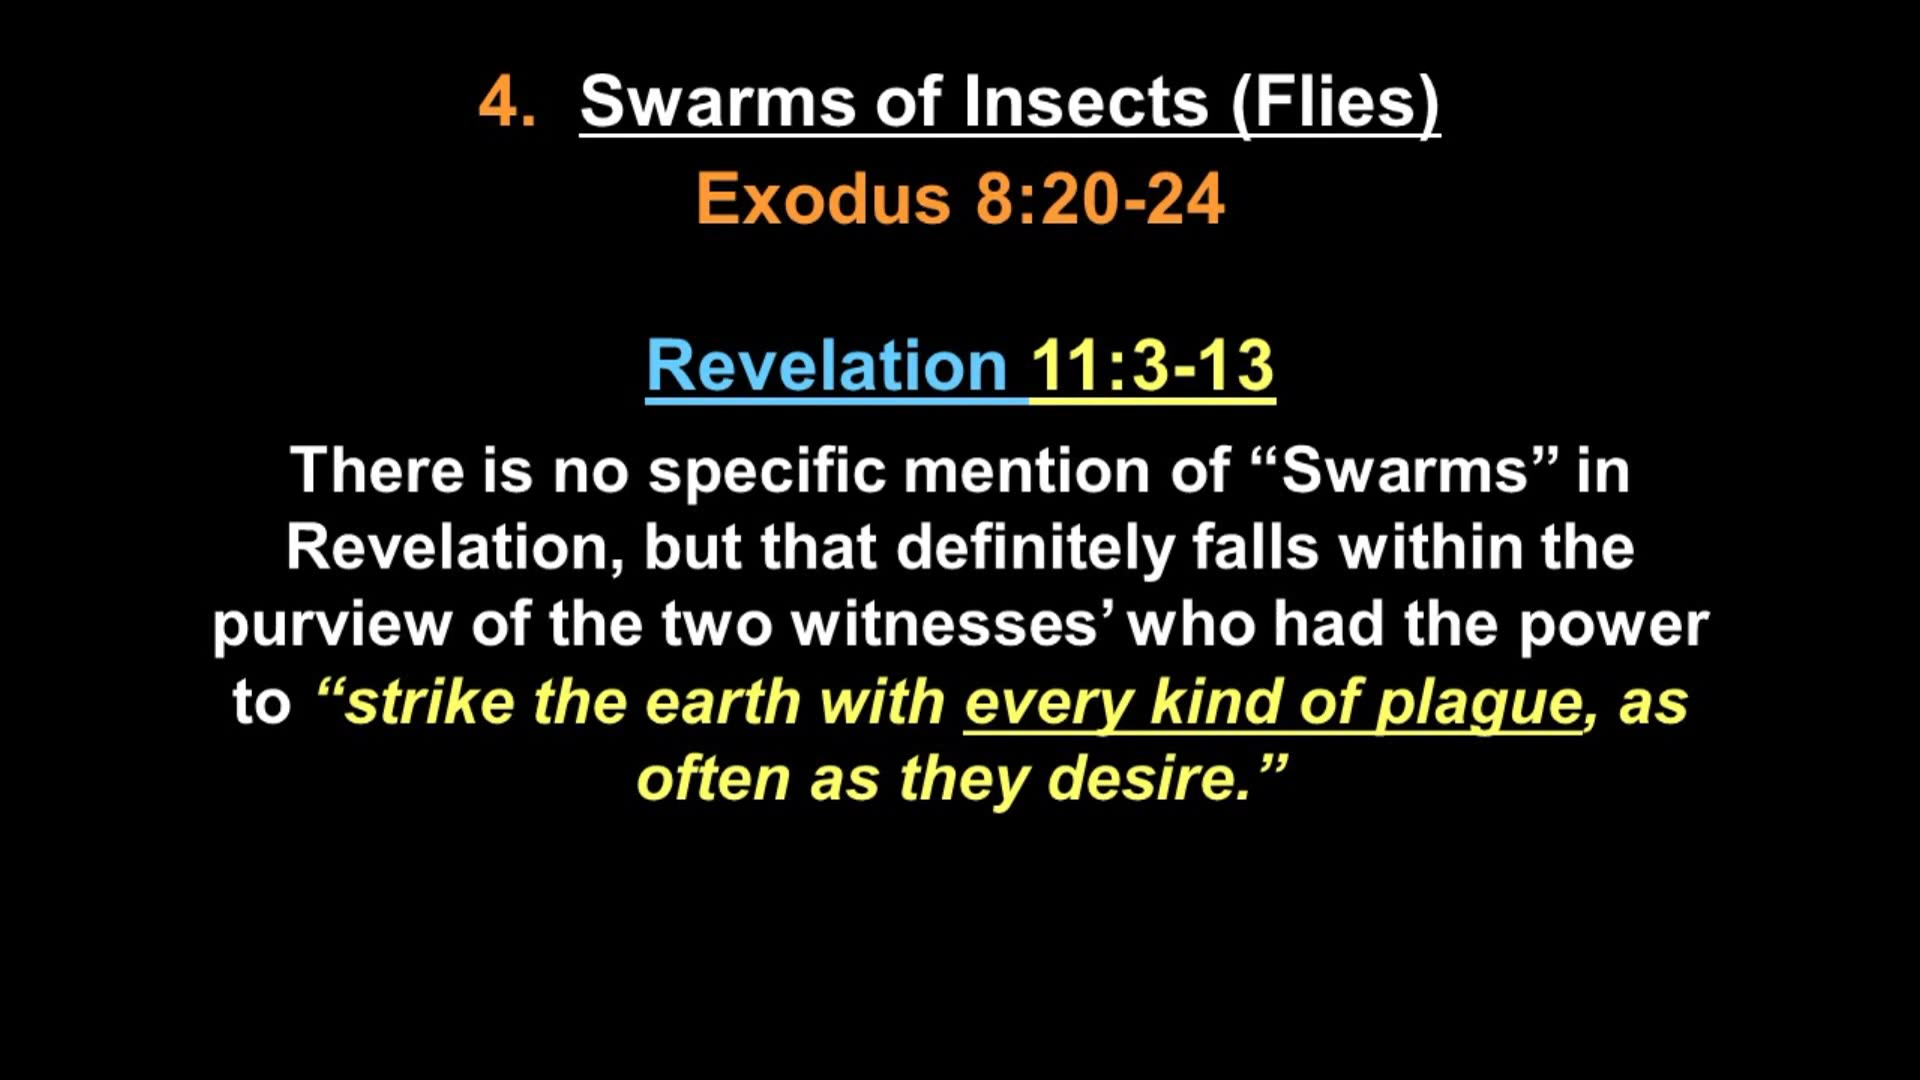 4. Swarms of Insects (Flies)
Exodus 8:20-24
Revelation 11:3-13
There is no specific mention of “Swarms” in
Revelation, but that definitely falls within the
purview of the two witnesses’ who had the power
to “strike the earth with every kind of plague, as
often as they desire.”